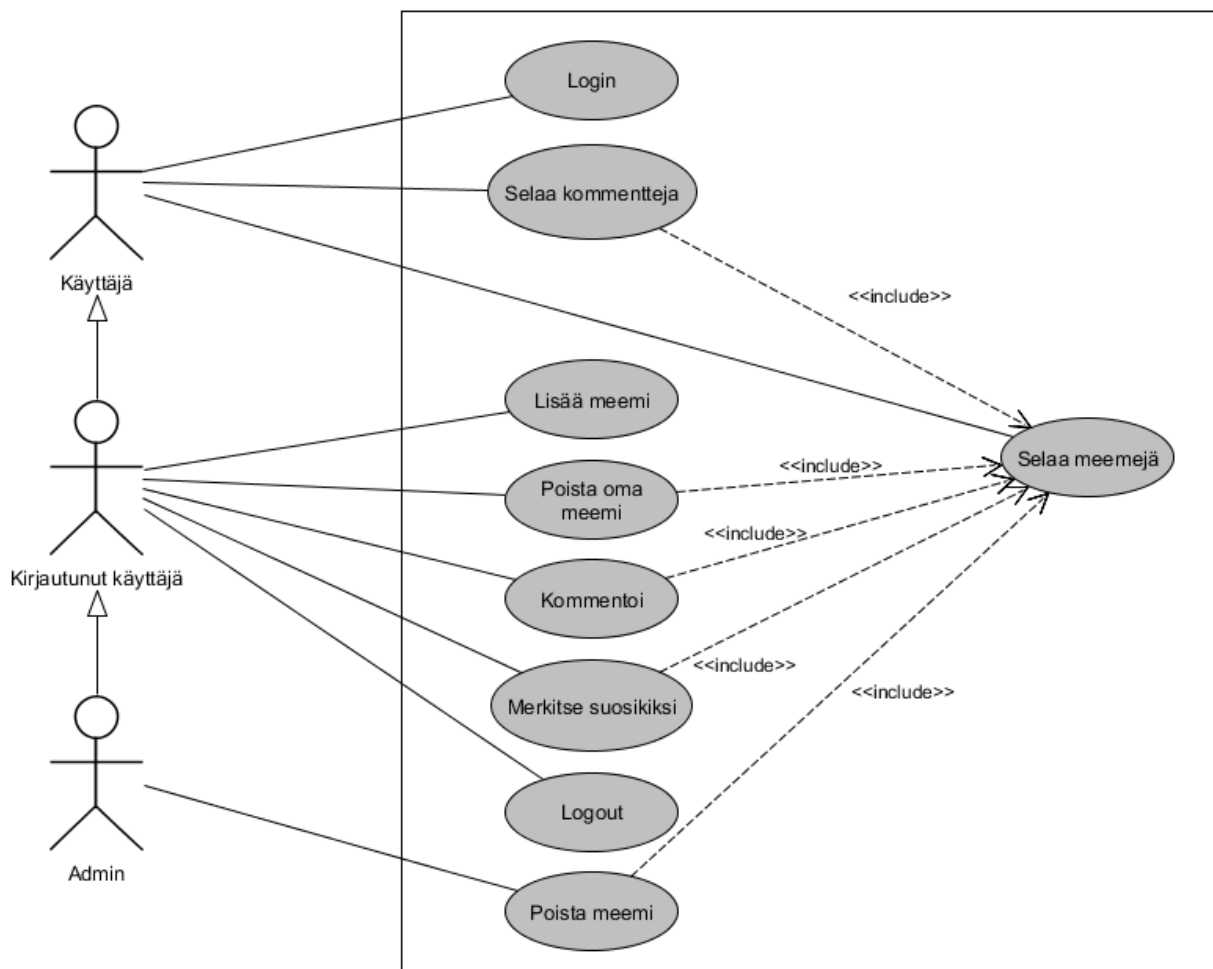 Login
Selaa kommentteja
Käyttäjä
<<include>>
Lisää meemi
Selaa meemejä
<<include>>
Poista oma
meemi
<<include>>
Kirjautunut käyttäjä
Kommentoi
<<include>>
Merkitse suosikiksi
<<include>>
Logout
Admin
Poista meemi